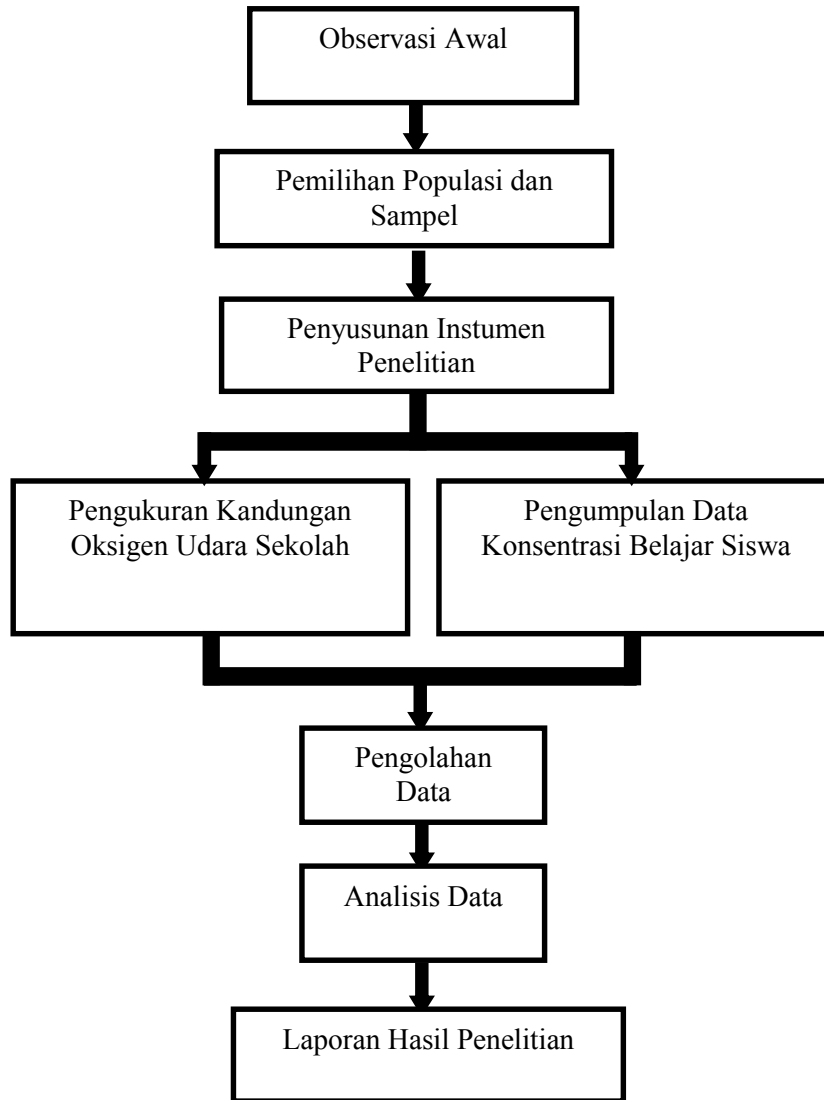 Observasi Awal
Pemilihan Populasi dan
Sampel
Penyusunan Instumen
Penelitian
Pengukuran Kandungan
Oksigen Udara Sekolah
Pengumpulan Data
Konsentrasi Belajar Siswa
Pengolahan
Data
Analisis Data
Laporan Hasil Penelitian